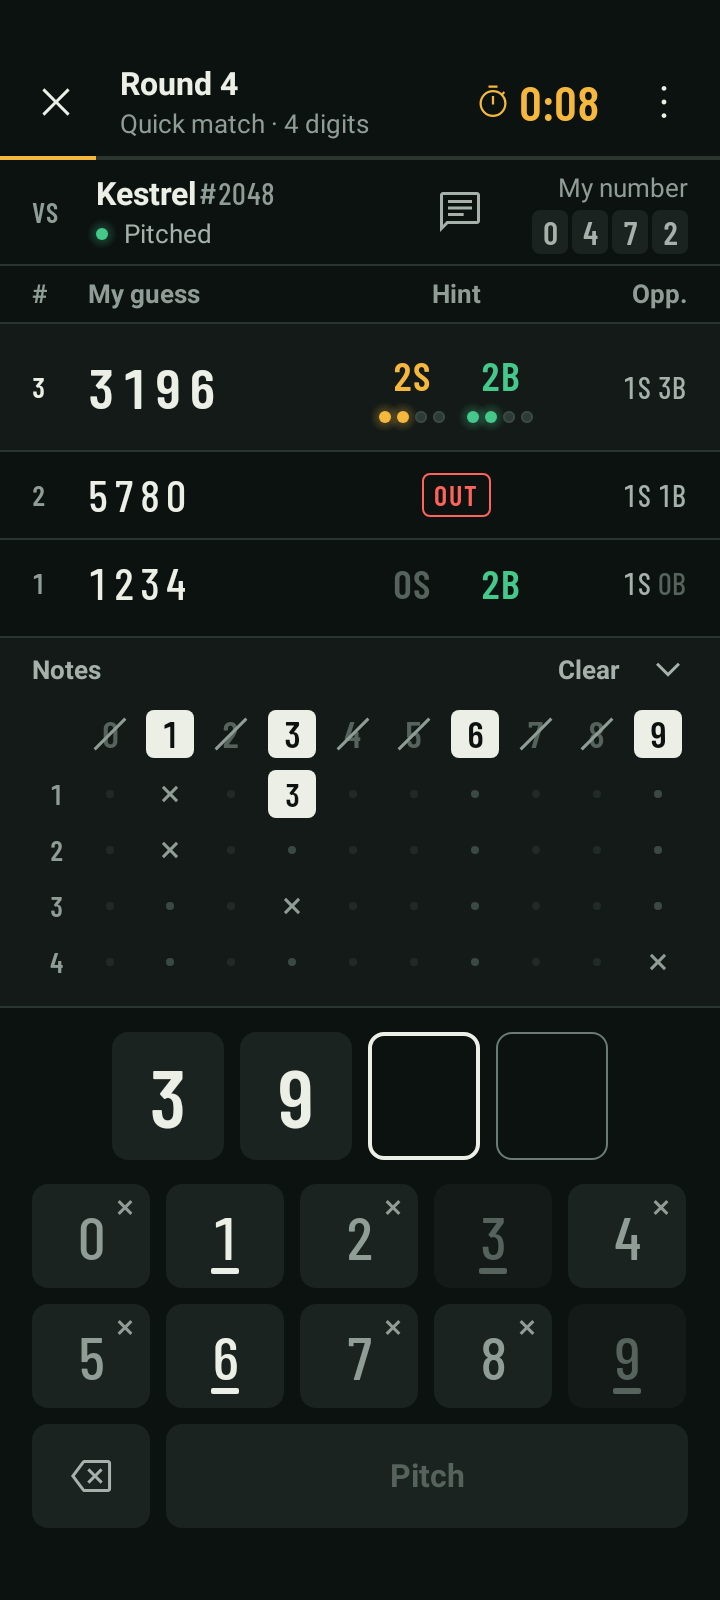 Round 4
Quick match · 4 digits
0:08
VS
Kestrel #2048
Pitched
My number
0 4 7 2
# My guess Hint Opp.
3 3196 2S 2B 1S 3B
2 5780 OUT 1S 1B
1 1234 0S 2B 1S 0B
Notes Clear
0 1 2 3 4 5 6 7 8 9
1 × 3
2 ×
3 ×
4 ×
3 9
0 × 1 2 × 3 4 ×
5 × 6 7 × 8 × 9
Pitch